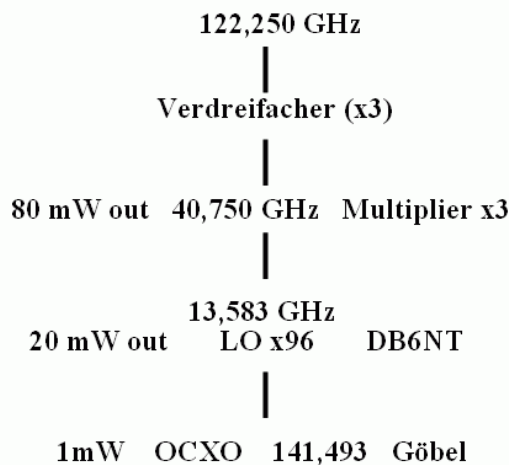 122,250 GHz
Verdreifacher (x3)
80 mW out 40,750 GHz Multiplier x3
13,583 GHz
20 mW out LO x96 DB6NT
1mW OCXO 141,493 Göbel